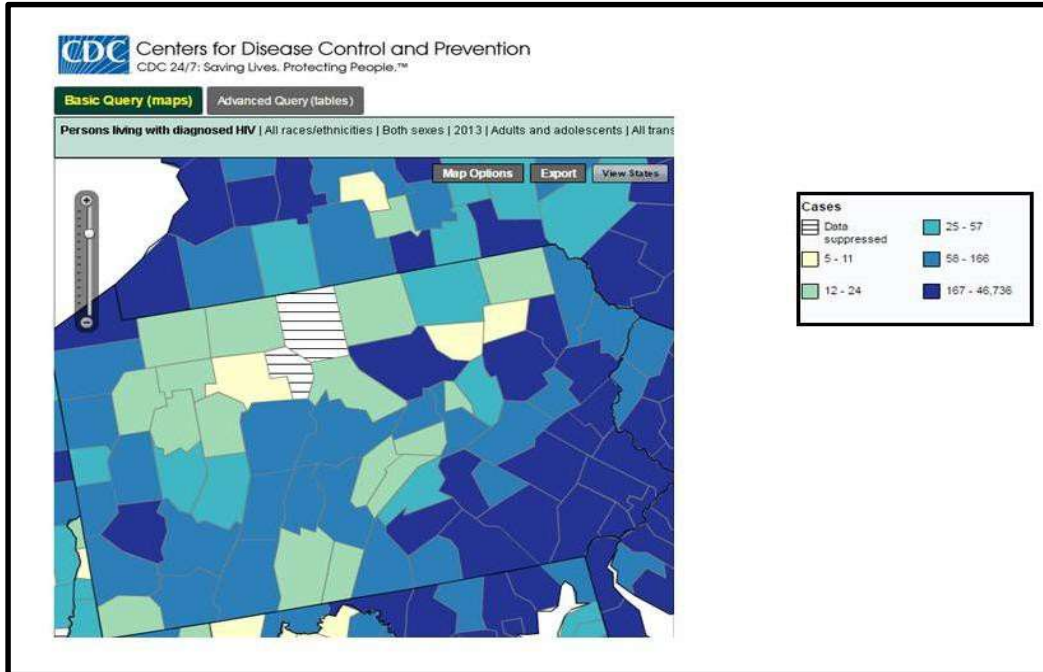 CDC Centers for Disease Control and Prevention
CDC 24/7: Saving Lives. Protecting People.™
Basic Query (maps) Advanced Query (tables)
Persons living with diagnosed HIV | All races/ethnicities | Both sexes | 2013 | Adults and adolescents | All trans
Map Options Export View States
Cases
Data suppressed
5 - 11
12 - 24
25 - 57
58 - 166
167 - 46,736